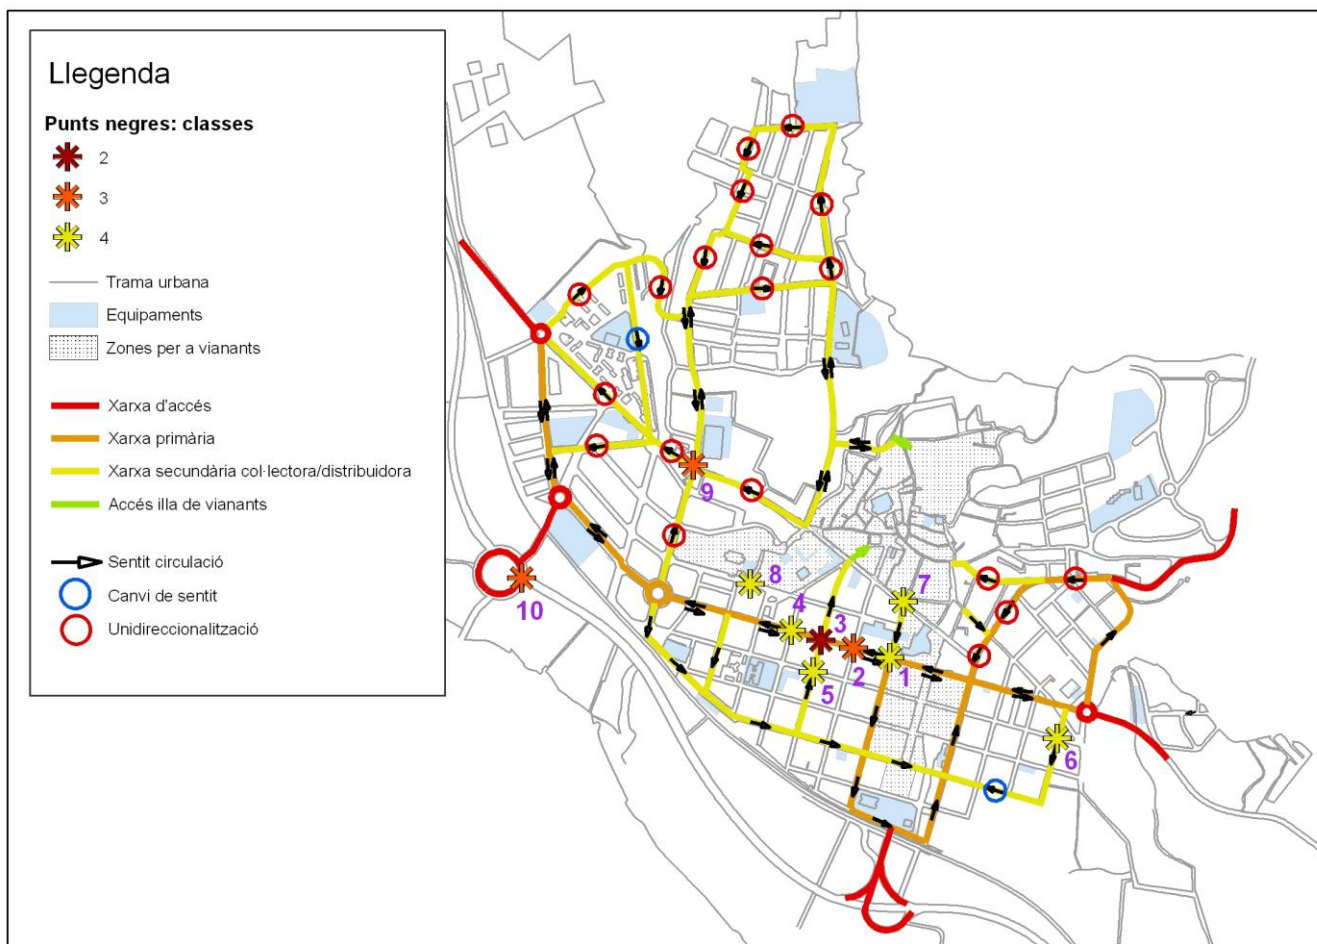 Llegenda
Punts negres: classes
2
3
4
Trama urbana
Equipaments
Zones per a vianants
Xarxa d'accés
Xarxa primària
Xarxa secundària col·lectora/distribuidora
Accés illa de vianants
Sentit circulació
Canvi de sentit
Unidireccionalització
9
8
10
7
4
3
2
1
5
6